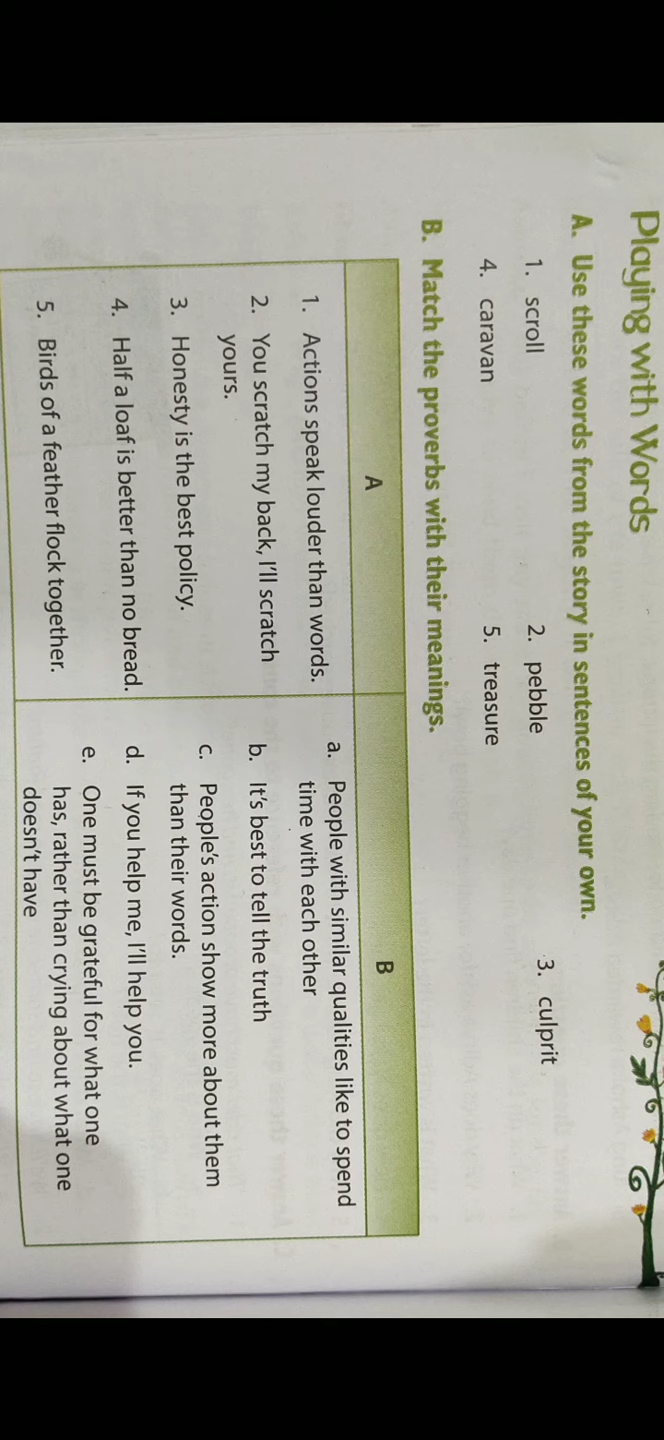 Playing with Words
A. Use these words from the story in sentences of your own.
1. scroll 2. pebble 3. culprit
4. caravan 5. treasure
B. Match the proverbs with their meanings.
A B
1. Actions speak louder than words.
2. You scratch my back, I'll scratch
yours.
3. Honesty is the best policy.
4. Half a loaf is better than no bread.
5. Birds of a feather flock together.
a. People with similar qualities like to spend
time with each other
b. It's best to tell the truth
c. People's action show more about them
than their words.
d. If you help me, I'll help you.
e. One must be grateful for what one
has, rather than crying about what one
doesn't have